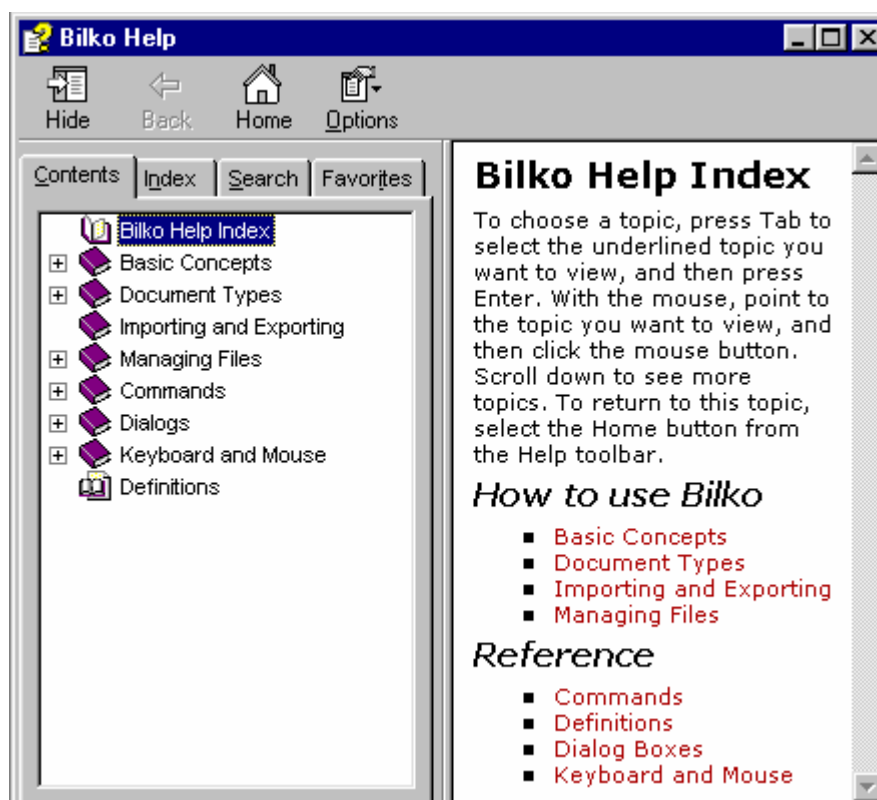 Bilko Help
Hide Back Home Options
Contents Index Search Favorites
Bilko Help Index
Basic Concepts
Document Types
Importing and Exporting
Managing Files
Commands
Dialogs
Keyboard and Mouse
Definitions
Bilko Help Index
To choose a topic, press Tab to
select the underlined topic you
want to view, and then press
Enter. With the mouse, point to
the topic you want to view, and
then click the mouse button.
Scroll down to see more
topics. To return to this topic,
select the Home button from
the Help toolbar.
How to use Bilko
Basic Concepts
Document Types
Importing and Exporting
Managing Files
Reference
Commands
Definitions
Dialog Boxes
Keyboard and Mouse